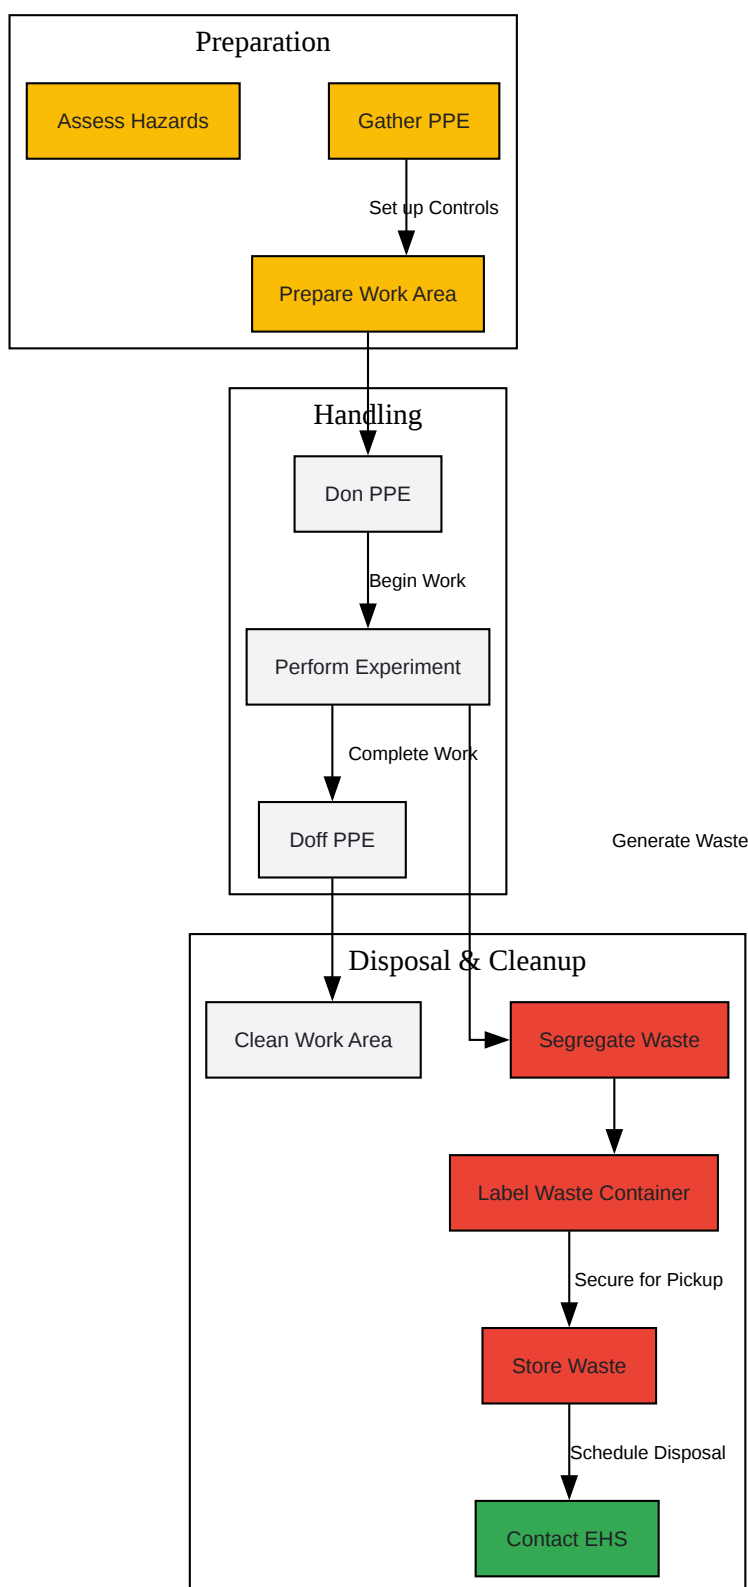 Preparation
Assess Hazards
Gather PPE
Set up Controls
Prepare Work Area
Handling
Don PPE
Begin Work
Perform Experiment
Complete Work
Doff PPE
Generate Waste
Disposal & Cleanup
Clean Work Area
Segregate Waste
Label Waste Container
Secure for Pickup
Store Waste
Schedule Disposal
Contact EHS